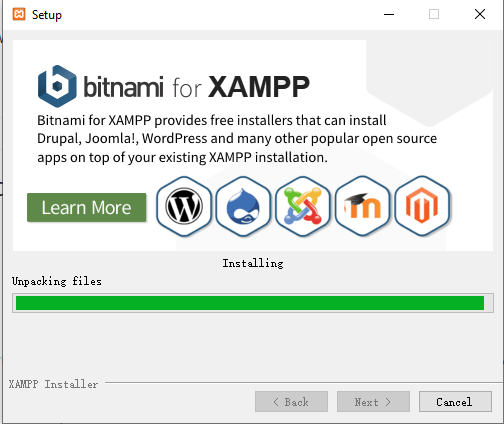 Setup
bitnami for XAMPP
Bitnami for XAMPP provides free installers that can install
Drupal, Joomla!, WordPress and many other popular open source
apps on top of your existing XAMPP installation.
Learn More
Installing
Unpacking files
XAMPP Installer
< Back
Next >
Cancel